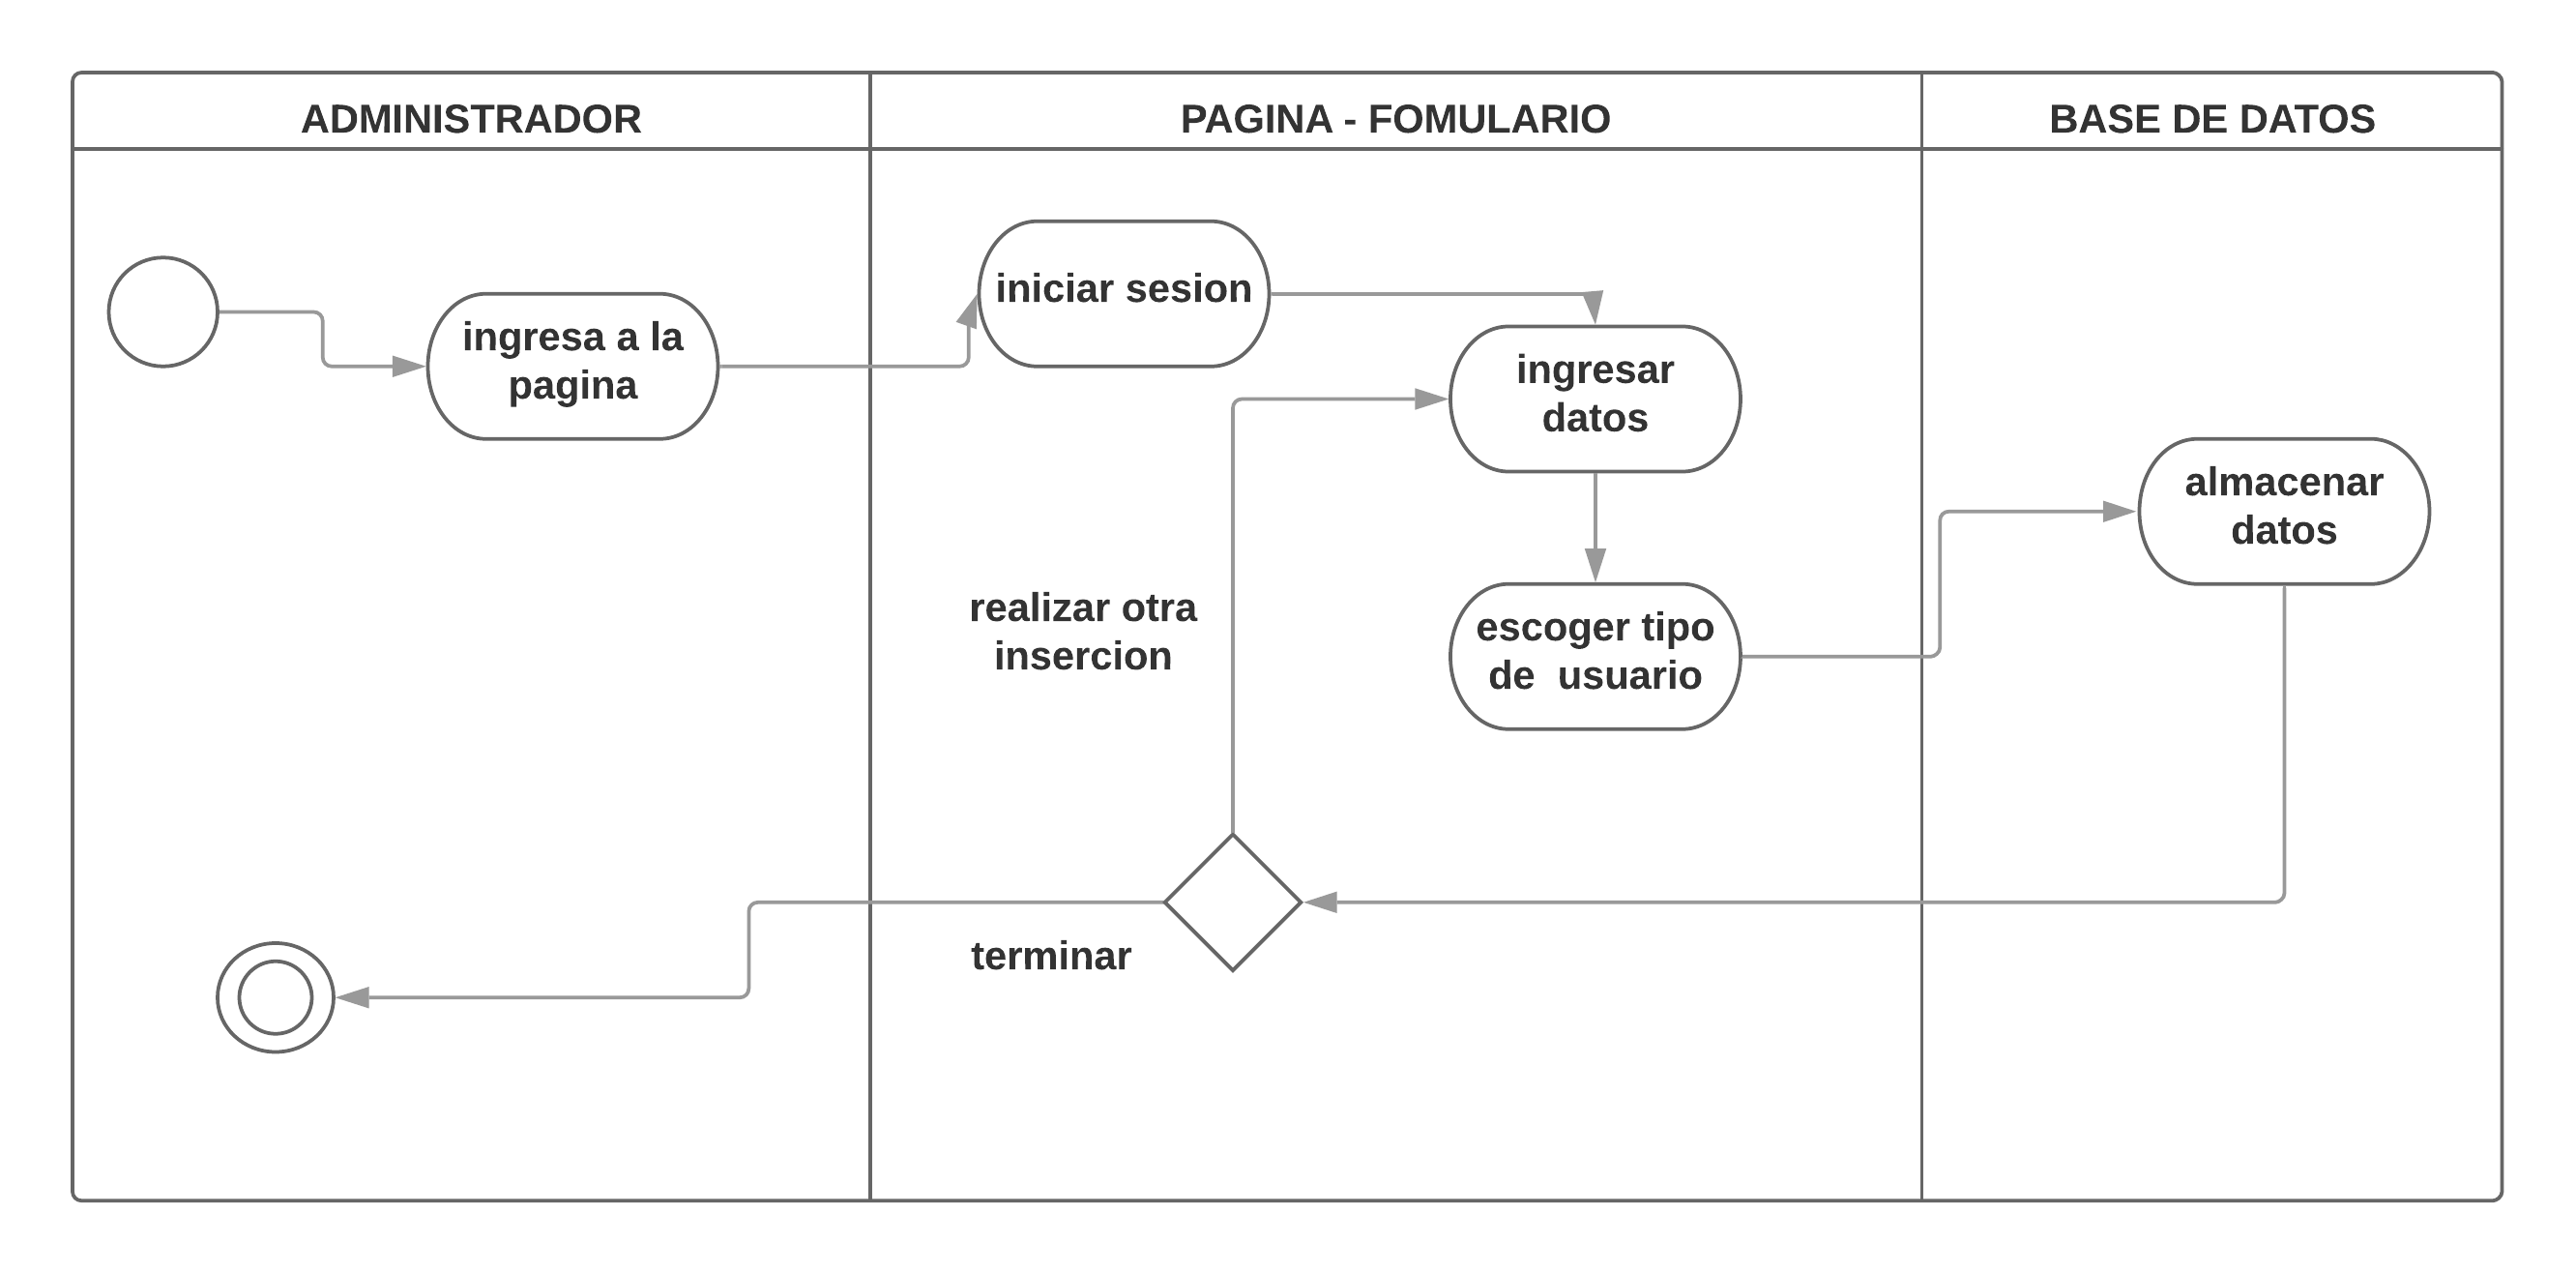 ADMINISTRADOR
PAGINA - FOMULARIO
BASE DE DATOS
ingresa a la
pagina
iniciar sesion
ingresar
datos
almacenar
datos
escoger tipo
de  usuario
realizar otra
insercion
terminar